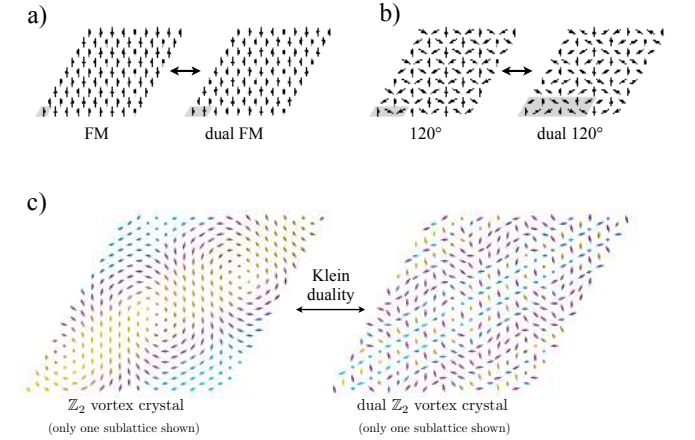 a)
b)
FM
dual FM
120°
dual 120°
c)
Klein
duality
ℤ₂ vortex crystal
(only one sublattice shown)
dual ℤ₂ vortex crystal
(only one sublattice shown)